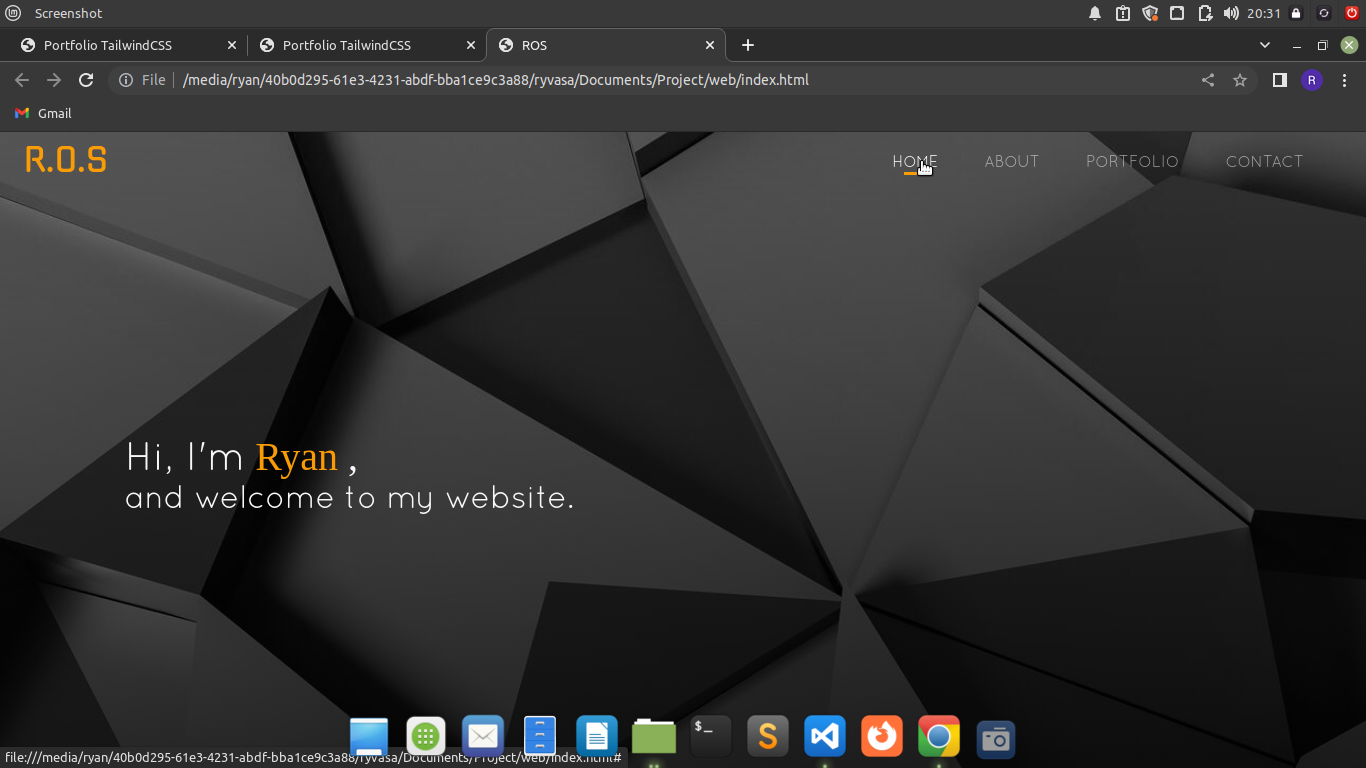 Screenshot
20:31
Portfolio TailwindCSS
Portfolio TailwindCSS
ROS
File
/media/ryan/40b0d295-61e3-4231-abdf-bba1ce9c3a88/ryvasa/Documents/Project/web/index.html
R
Gmail
R.O.S
HOME
ABOUT
PORTFOLIO
CONTACT
Hi, I'm Ryan ,
and welcome to my website.
$_
S
file:///media/ryan/40b0d295-61e3-4231-abdf-bba1ce9c3a88/ryvasa/Documents/Project/web/index.html#